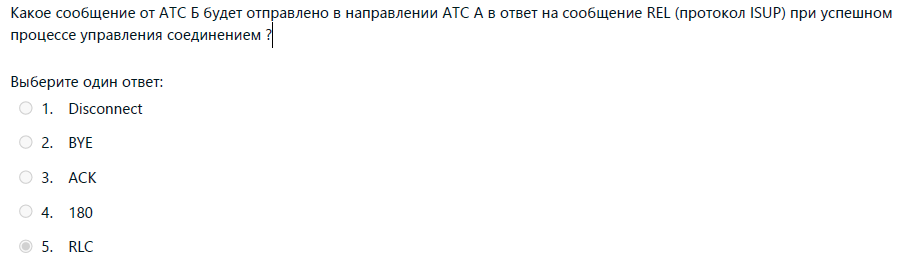 Какое сообщение от АТС Б будет отправлено в направлении АТС А в ответ на сообщение REL (протокол ISUP) при успешном
процессе управления соединением ?
Выберите один ответ:
1. Disconnect
2. BYE
3. ACK
4. 180
5. RLC